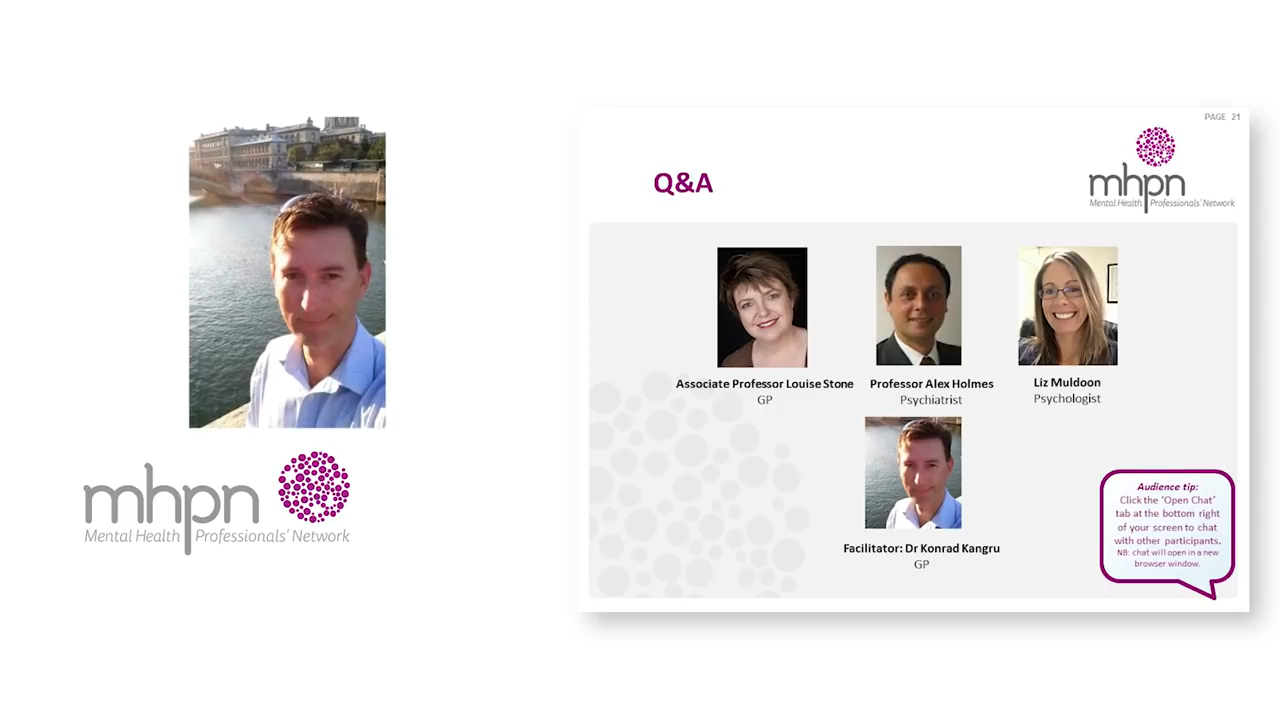 mhpn
Mental Health Professionals' Network
PAGE 21
Q&A
mhpn
Mental Health Professionals' Network
Associate Professor Louise Stone
GP
Professor Alex Holmes
Psychiatrist
Liz Muldoon
Psychologist
Facilitator: Dr Konrad Kangru
GP
Audience tip:
Click the 'Open Chat'
tab at the bottom right
of your screen to chat
with other participants.
NB: chat will open in a new
browser window.